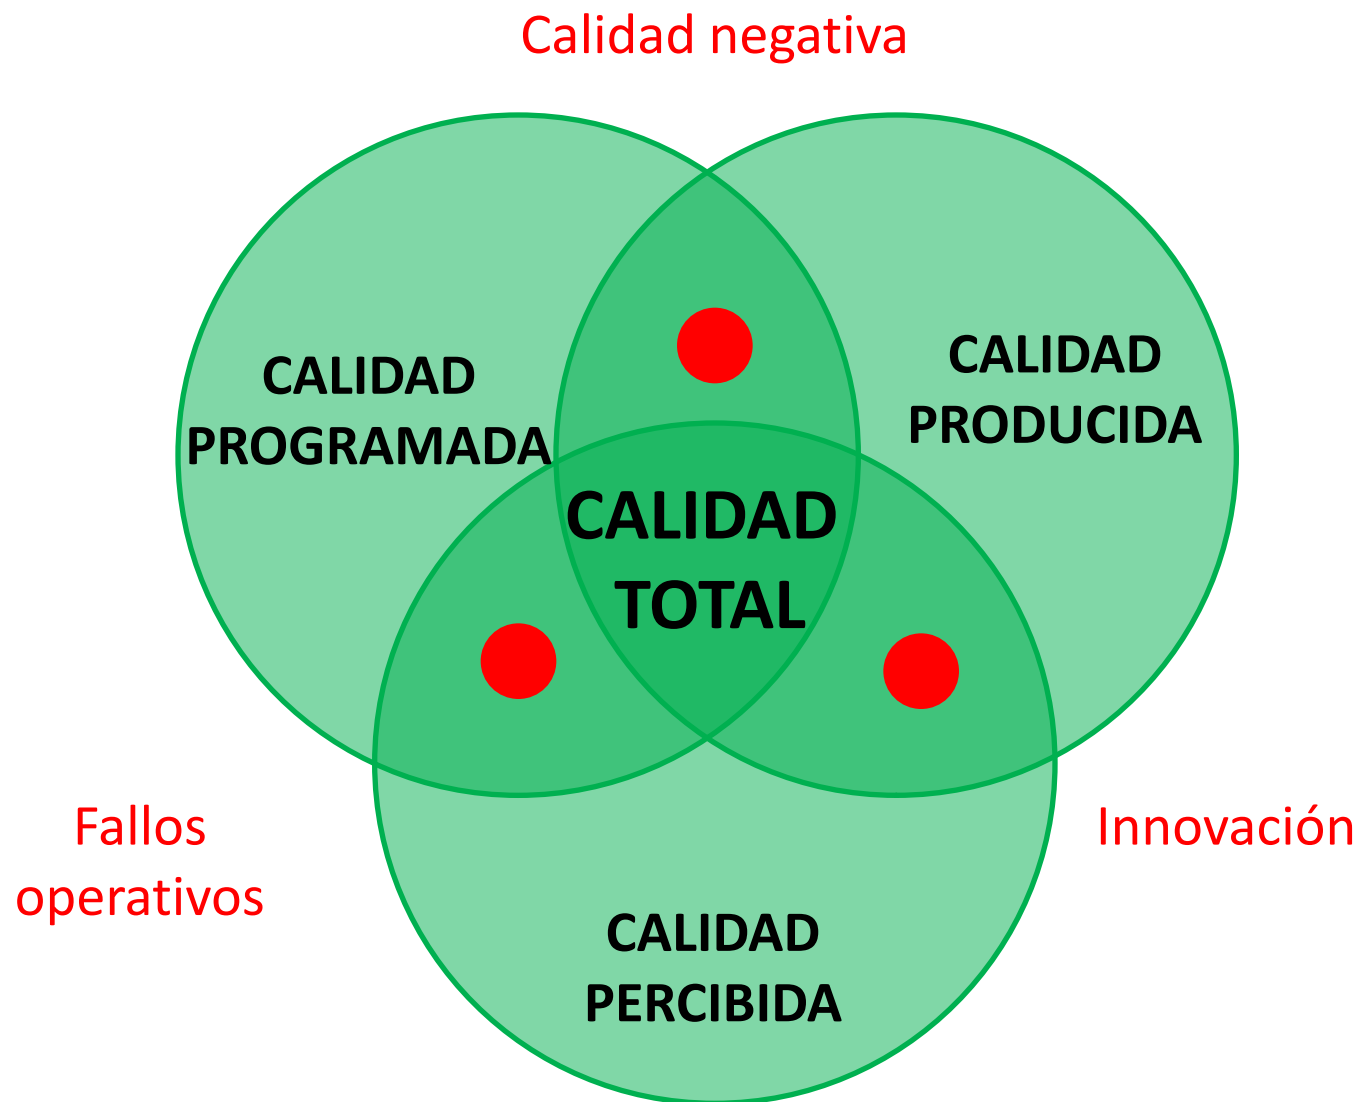 Calidad negativa
CALIDAD
PROGRAMADA
CALIDAD
PRODUCIDA
CALIDAD
TOTAL
Fallos
operativos
Innovación
CALIDAD
PERCIBIDA